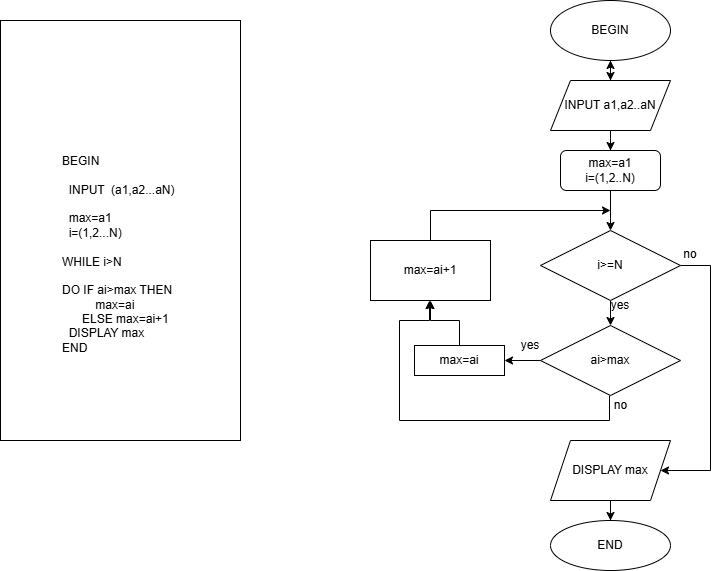 BEGIN
INPUT (a1,a2...aN)
max=a1
i=(1,2...N)
WHILE i>N
DO IF ai>max THEN
max=ai
ELSE max=ai+1
DISPLAY max
END
BEGIN
INPUT a1,a2..aN
max=a1
i=(1,2..N)
i>=N
no
yes
max=ai+1
ai>max
yes
max=ai
no
DISPLAY max
END